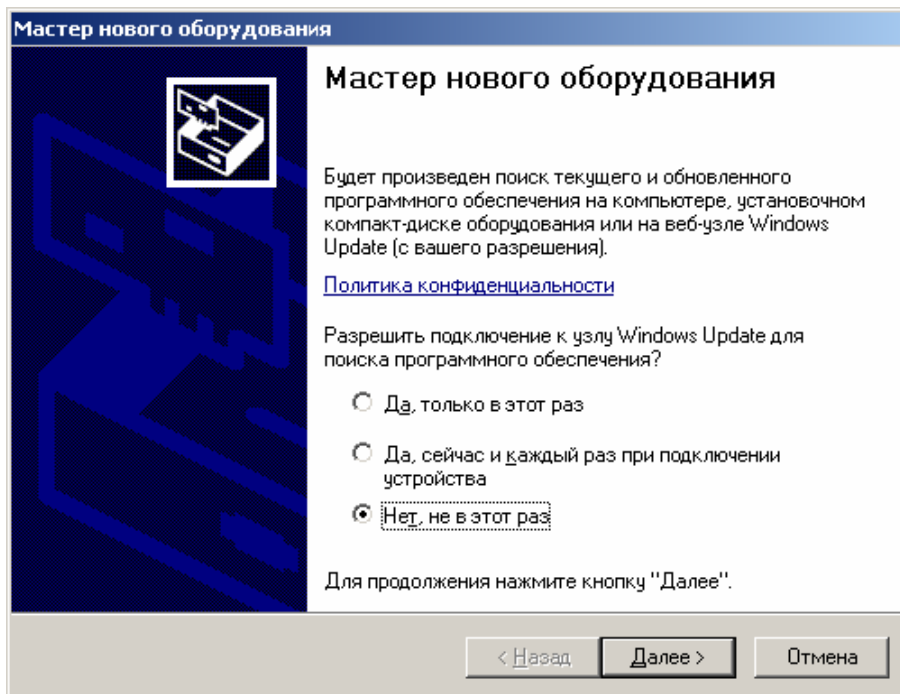 Мастер нового оборудования
Мастер нового оборудования
Будет произведен поиск текущего и обновленного
программного обеспечения на компьютере, установочном
компакт-диске оборудования или на веб-узле Windows
Update (с вашего разрешения).
Политика конфиденциальности
Разрешить подключение к узлу Windows Update для
поиска программного обеспечения?
Да, только в этот раз
Да, сейчас и каждый раз при подключении
устройства
Нет, не в этот раз
Для продолжения нажмите кнопку "Далее".
< Назад
Далее >
Отмена